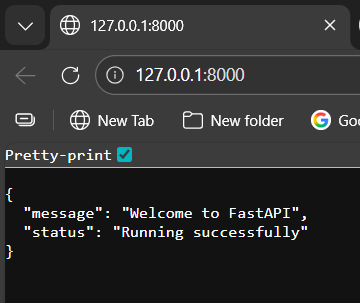 127.0.0.1:8000
127.0.0.1:8000
New Tab New folder
Pretty-print
{
"message": "Welcome to FastAPI",
"status": "Running successfully"
}